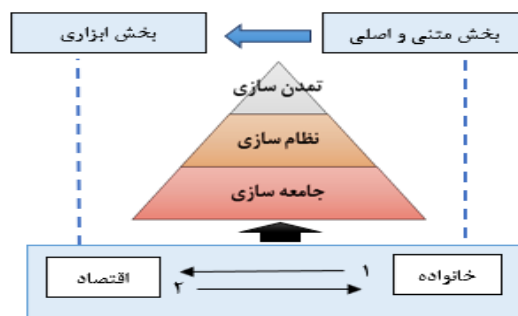 بخش متنی و اصلی
بخش ابزاری
تمدن سازی
نظام سازی
جامعه سازی
خانواده
۱
۲
اقتصاد